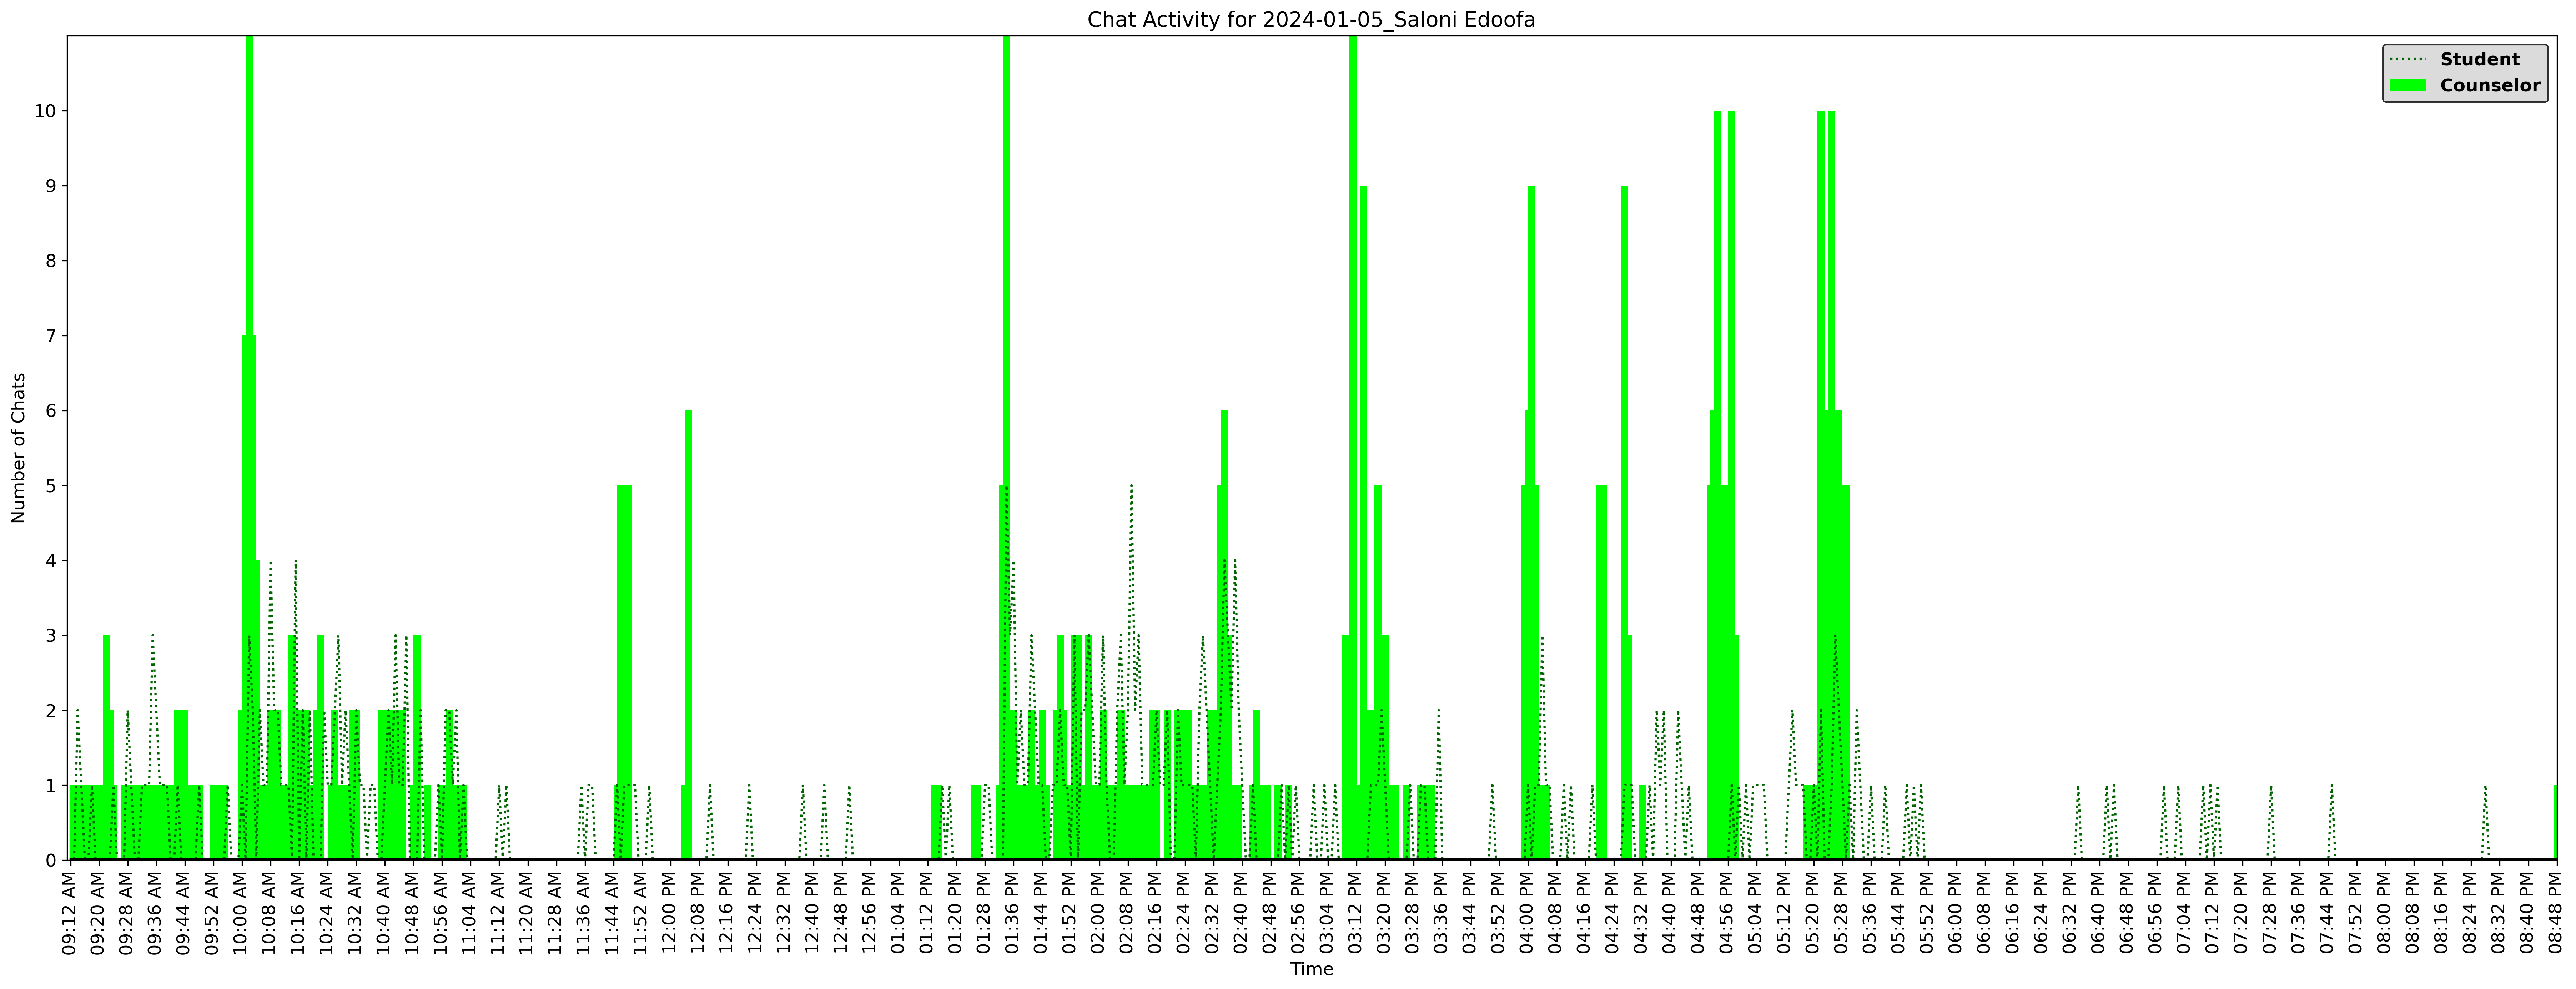 Chat Activity for 2024-01-05_Saloni Edoofa
Student
Counselor
Number of Chats
10
9
8
7
6
5
4
3
2
1
0
09:12 AM
09:20 AM
09:28 AM
09:36 AM
09:44 AM
09:52 AM
10:00 AM
10:08 AM
10:16 AM
10:24 AM
10:32 AM
10:40 AM
10:48 AM
10:56 AM
11:04 AM
11:12 AM
11:20 AM
11:28 AM
11:36 AM
11:44 AM
11:52 AM
12:00 PM
12:08 PM
12:16 PM
12:24 PM
12:32 PM
12:40 PM
12:48 PM
12:56 PM
01:04 PM
01:12 PM
01:20 PM
01:28 PM
01:36 PM
01:44 PM
01:52 PM
02:00 PM
02:08 PM
02:16 PM
02:24 PM
02:32 PM
02:40 PM
02:48 PM
02:56 PM
03:04 PM
03:12 PM
03:20 PM
03:28 PM
03:36 PM
03:44 PM
03:52 PM
04:00 PM
04:08 PM
04:16 PM
04:24 PM
04:32 PM
04:40 PM
04:48 PM
04:56 PM
05:04 PM
05:12 PM
05:20 PM
05:28 PM
05:36 PM
05:44 PM
05:52 PM
06:00 PM
06:08 PM
06:16 PM
06:24 PM
06:32 PM
06:40 PM
06:48 PM
06:56 PM
07:04 PM
07:12 PM
07:20 PM
07:28 PM
07:36 PM
07:44 PM
07:52 PM
08:00 PM
08:08 PM
08:16 PM
08:24 PM
08:32 PM
08:40 PM
08:48 PM
Time